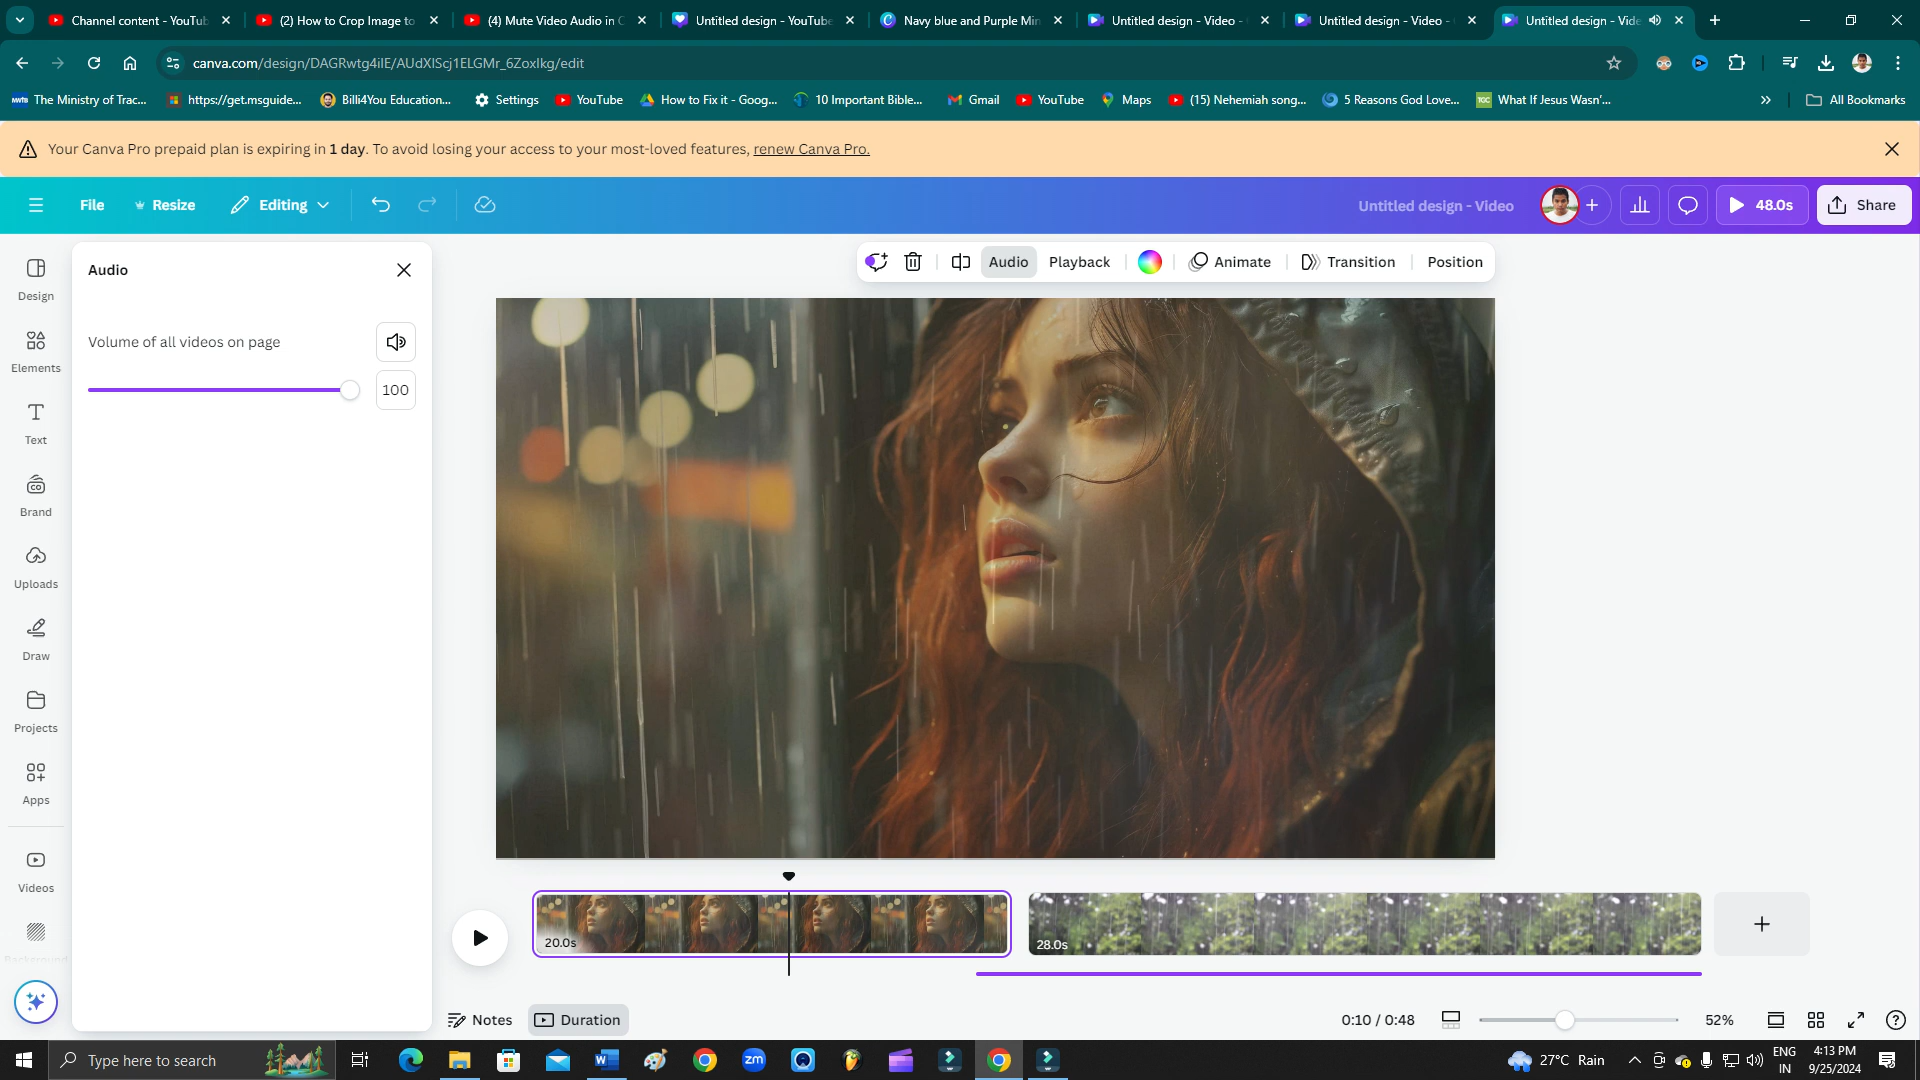 Channel content - YouTub
(2) How to Crop Image to
(4) Mute Video Audio in C
Untitled design - YouTube
Navy blue and Purple Min
Untitled design - Video -
Untitled design - Video -
Untitled design - Vide
canva.com/design/DAGRwtg4iIE/AUdXlScj1ELGMr_6Zoxlkg/edit
The Ministry of Trac...
https://get.msguide...
Billi4You Education...
Settings
YouTube
How to Fix it - Goog...
10 Important Bible...
Gmail
YouTube
Maps
(15) Nehemiah song...
5 Reasons God Love...
What If Jesus Wasn'...
All Bookmarks
Your Canva Pro prepaid plan is expiring in 1 day. To avoid losing your access to your most-loved features, renew Canva Pro.
File
Resize
Editing
Untitled design - Video
48.0s
Share
Design
Elements
Text
Brand
Uploads
Draw
Projects
Apps
Videos
Background
Audio
Volume of all videos on page
100
Audio
Playback
Animate
Transition
Position
20.0s
28.0s
Notes
Duration
0:10 / 0:48
52%
Type here to search
27°C Rain
ENG
IN
4:13 PM
9/25/2024